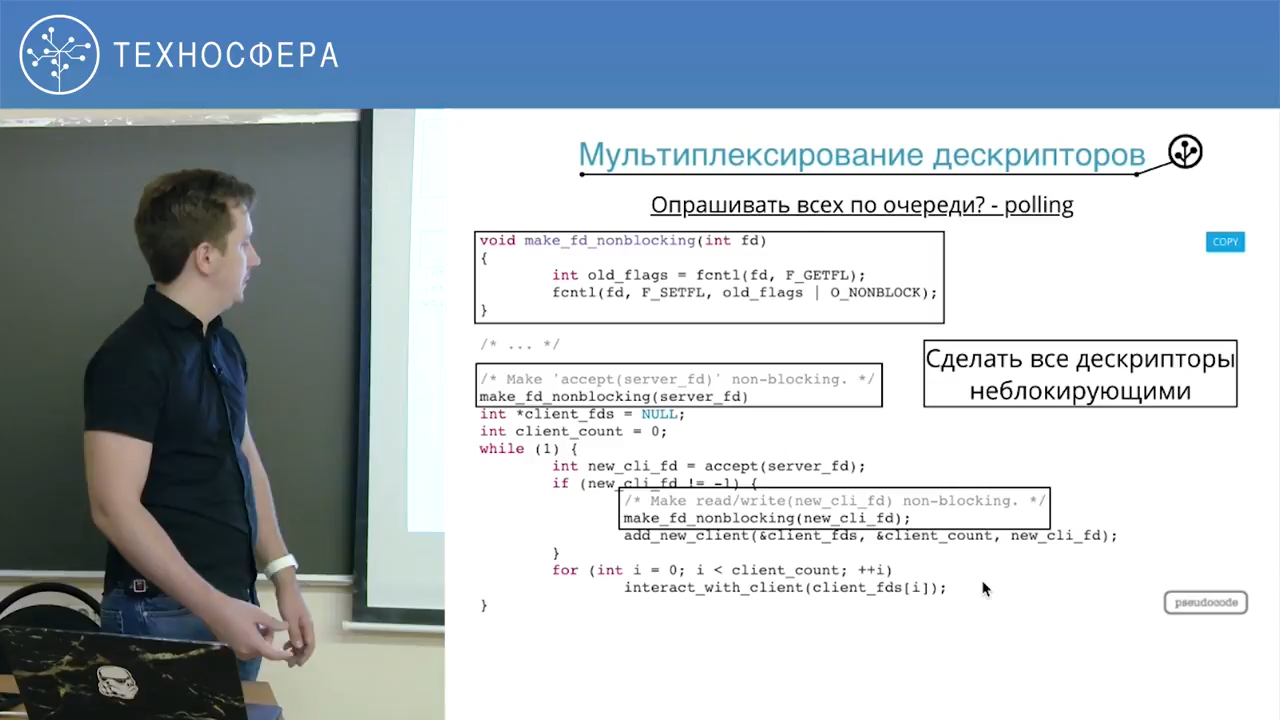 ТЕХНОСФЕРА
Мультиплексирование дескрипторов
Опрашивать всех по очереди? - polling
void make_fd_nonblocking(int fd)
{
int old_flags = fcntl(fd, F_GETFL);
fcntl(fd, F_SETFL, old_flags | O_NONBLOCK);
}
COPY
/* ... */
/* Make 'accept(server_fd)' non-blocking. */
make_fd_nonblocking(server_fd)
int *client_fds = NULL;
int client_count = 0;
while (1) {
int new_cli_fd = accept(server_fd);
if (new_cli_fd != -1) {
/* Make read/write(new_cli_fd) non-blocking. */
make_fd_nonblocking(new_cli_fd);
add_new_client(&client_fds, &client_count, new_cli_fd);
}
for (int i = 0; i < client_count; ++i)
interact_with_client(client_fds[i]);
}
Сделать все дескрипторы
неблокирующими
pseudocode